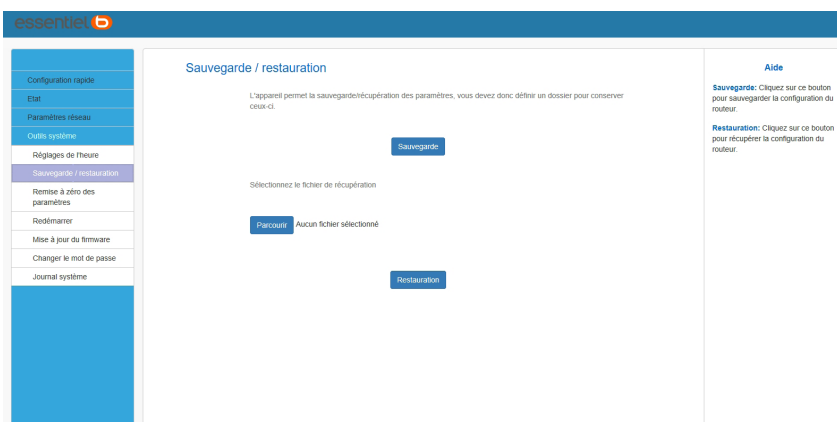 essentiel b
Configuration rapide
Etat
Paramètres réseau
Outils système
Réglages de l'heure
Sauvegarde / restauration
Remise à zéro des
paramètres
Redémarrer
Mise à jour du firmware
Changer le mot de passe
Journal système
Sauvegarde / restauration
L'appareil permet la sauvegarde/récupération des paramètres, vous devez donc définir un dossier pour conserver
ceux-ci.
Sauvegarde
Sélectionnez le fichier de récupération
Parcourir Aucun fichier sélectionné
Restauration
Aide
Sauvegarde: Cliquez sur ce bouton
pour sauvegarder la configuration du
routeur.
Restauration: Cliquez sur ce bouton
pour récupérer la configuration du
routeur.